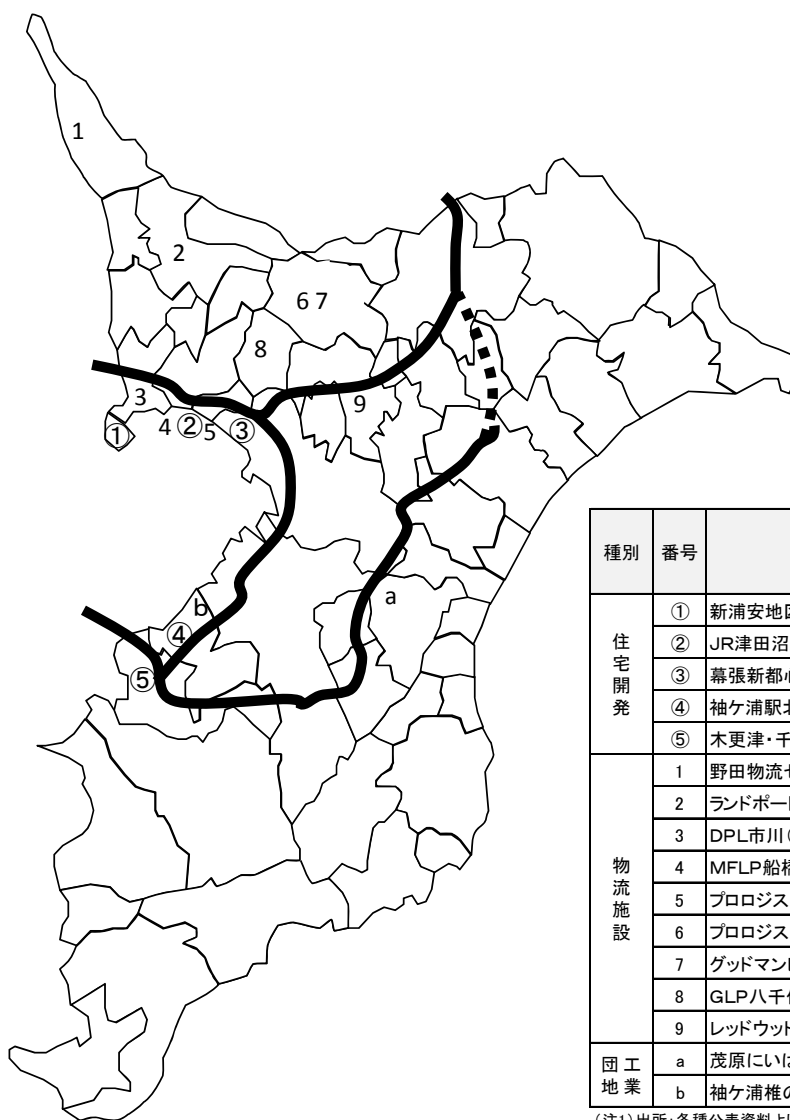 1
2
6 7
8
3
9
①
4
②
5
③
a
b
④
⑤
種別 番号
住宅開発
① 新浦安地区
② JR津田沼
③ 幕張新都心
④ 袖ケ浦駅北
⑤ 木更津・千
物流施設
1 野田物流セ
2 ランドポート
3 DPL市川(
4 MFLP船橋
5 プロロジス
6 プロロジス
7 グッドマン
8 GLP八千代
9 レッドウッド
工業団地
a 茂原にいは
b 袖ケ浦椎の